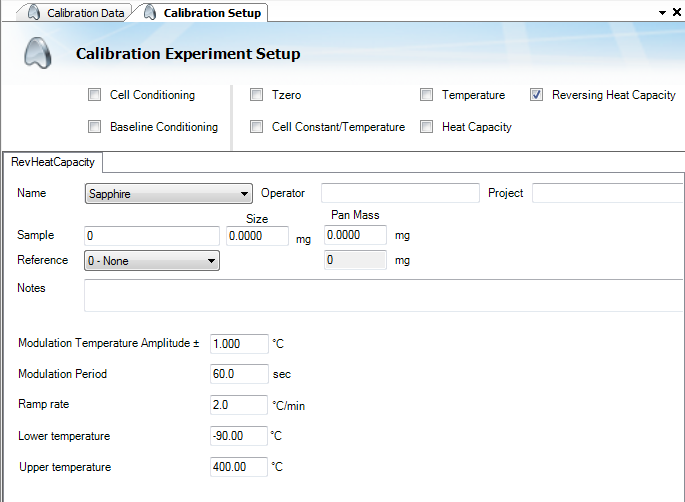 Calibration Data Calibration Setup
Calibration Experiment Setup
Cell Conditioning Tzero Temperature Reversing Heat Capacity
Baseline Conditioning Cell Constant/Temperature Heat Capacity
RevHeatCapacity
Name Sapphire Operator Project
Size Pan Mass
Sample 0 0.0000 mg 0.0000 mg
Reference 0 - None 0 mg
Notes
Modulation Temperature Amplitude ± 1.000 °C
Modulation Period 60.0 sec
Ramp rate 2.0 °C/min
Lower temperature -90.00 °C
Upper temperature 400.00 °C